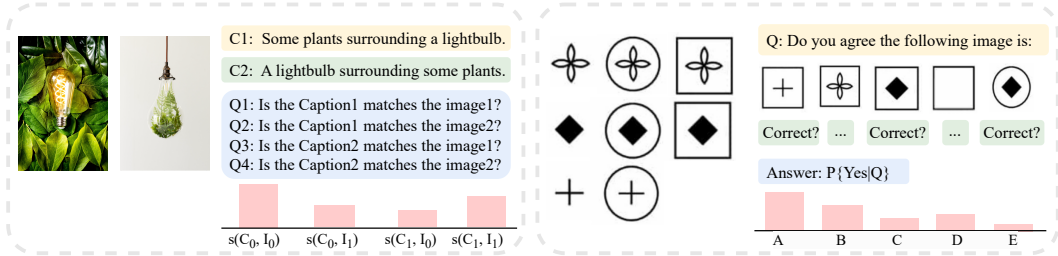 C1: Some plants surrounding a lightbulb.
C2: A lightbulb surrounding some plants.
Q1: Is the Caption1 matches the image1?
Q2: Is the Caption1 matches the image2?
Q3: Is the Caption2 matches the image1?
Q4: Is the Caption2 matches the image2?
s(C0, I0) s(C0, I1) s(C1, I0) s(C1, I1)
Q: Do you agree the following image is:
Correct? ... Correct? ... Correct?
Answer: P{Yes|Q}
A B C D E